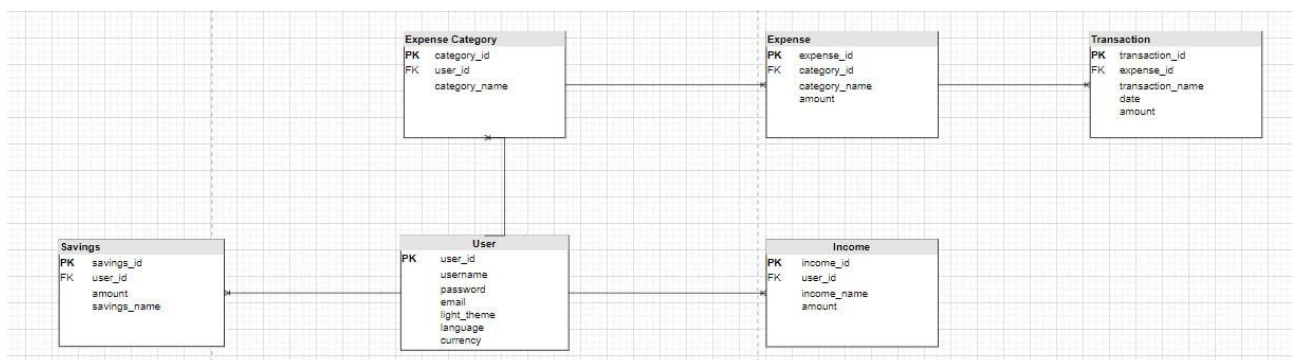 Expense Category
PK category_id
FK user_id
category_name
Expense
PK expense_id
FK category_id
category_name
amount
Transaction
PK transaction_id
FK expense_id
transaction_name
date
amount
Savings
PK savings_id
FK user_id
amount
savings_name
User
PK user_id
username
password
email
light_theme
language
currency
Income
PK income_id
FK user_id
income_name
amount